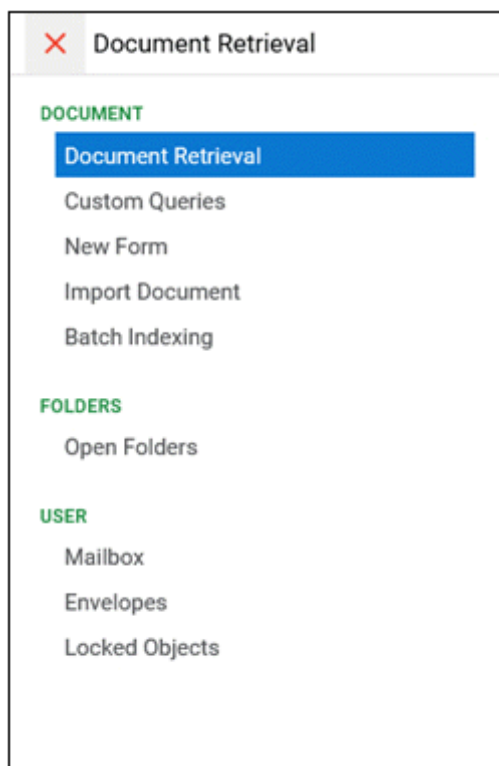 Document Retrieval
DOCUMENT
Document Retrieval
Custom Queries
New Form
Import Document
Batch Indexing
FOLDERS
Open Folders
USER
Mailbox
Envelopes
Locked Objects